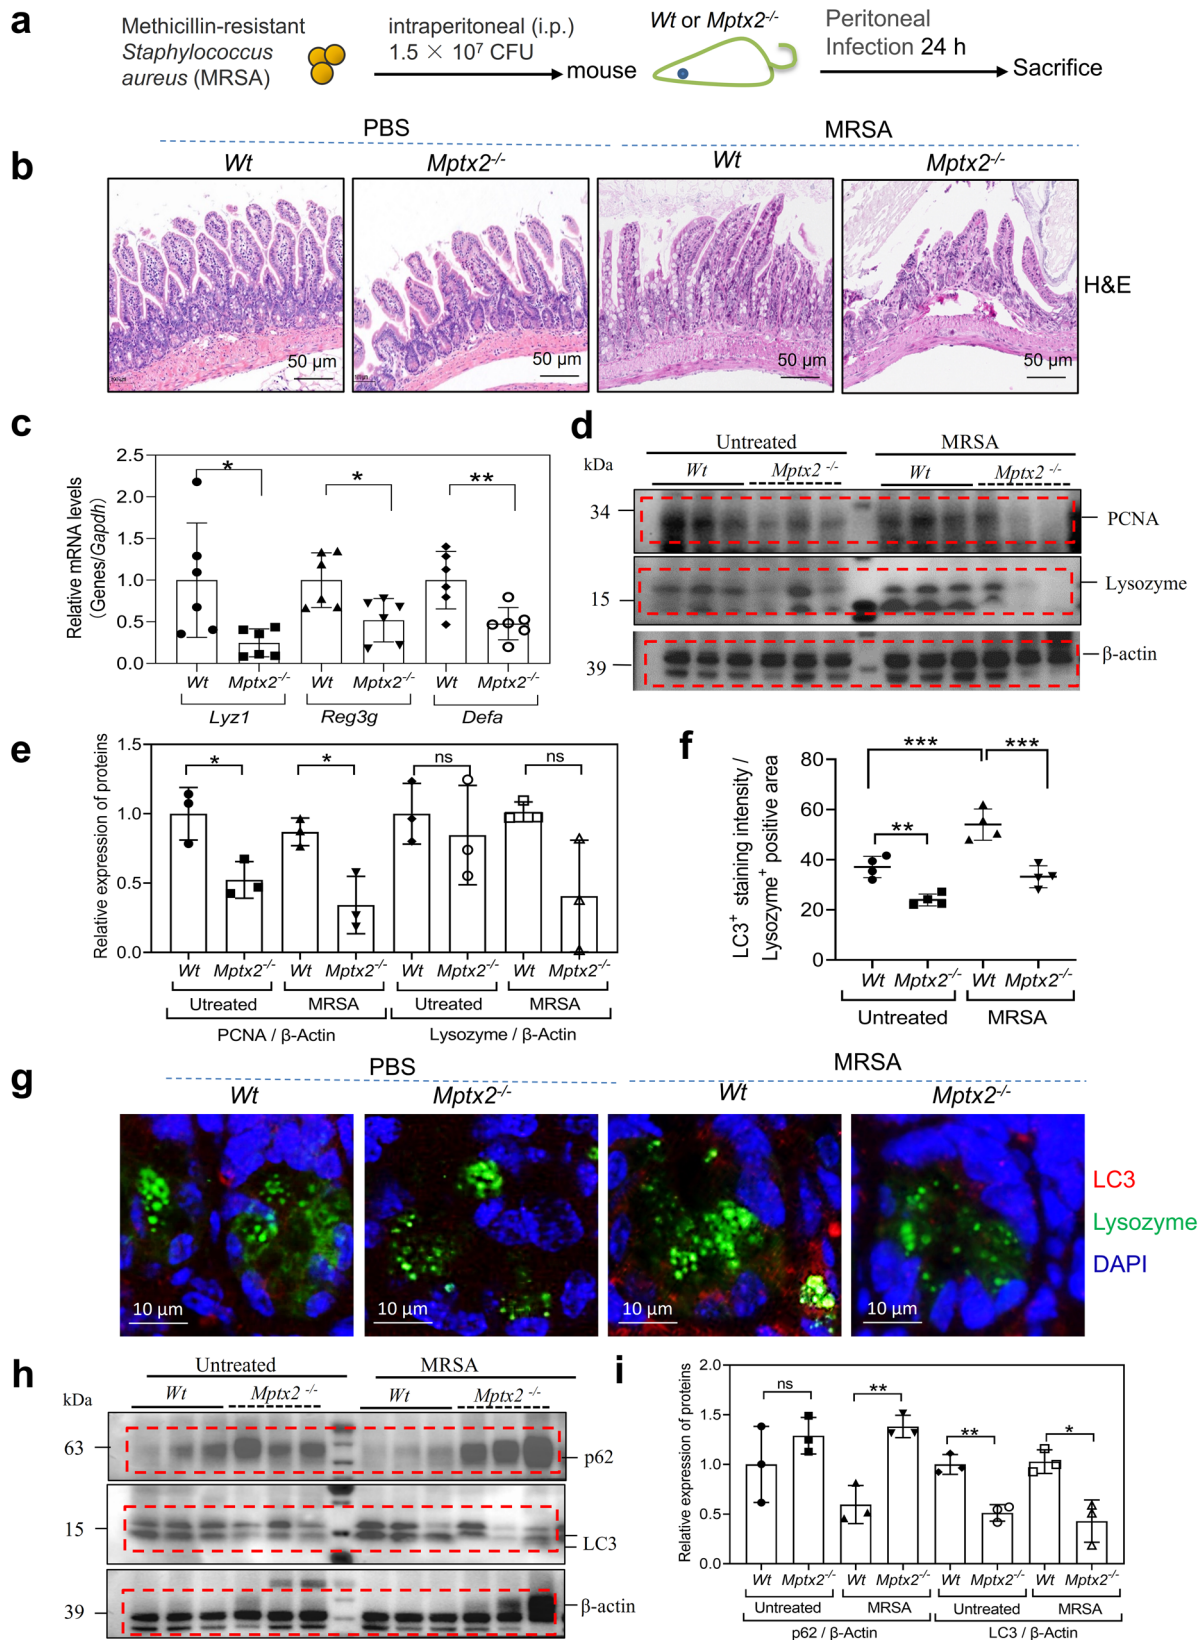 a
Methicillin-resistant
Staphylococcus
aureus (MRSA)
intraperitoneal (i.p.)
1.5 × 10⁷ CFU
mouse
Wt or Mptx2⁻/⁻
Peritoneal
Infection 24 h
Sacrifice
PBS
MRSA
b
Wt
Mptx2⁻/⁻
Wt
Mptx2⁻/⁻
H&E
50 µm
50 µm
50 µm
50 µm
c
Relative mRNA levels
(Genes/Gapdh)
2.5
2.0
1.5
1.0
0.5
0.0
*
*
**
Wt
Mptx2⁻/⁻
Wt
Mptx2⁻/⁻
Wt
Mptx2⁻/⁻
Lyz1
Reg3g
Defa
d
Untreated
MRSA
kDa
Wt
Mptx2 ⁻/⁻
Wt
Mptx2 ⁻/⁻
34
PCNA
15
Lysozyme
39
β-actin
e
Relative expression of proteins
1.5
1.0
0.5
0.0
*
*
ns
ns
Wt
Mptx2⁻/⁻
Wt
Mptx2⁻/⁻
Wt
Mptx2⁻/⁻
Wt
Mptx2⁻/⁻
Utreated
MRSA
Utreated
MRSA
PCNA / β-Actin
Lysozyme / β-Actin
f
LC3⁺ staining intensity /
Lysozyme⁺ positive area
80
60
40
20
0
***
***
**
Wt
Mptx2⁻/⁻
Wt
Mptx2⁻/⁻
Untreated
MRSA
g
PBS
MRSA
Wt
Mptx2⁻/⁻
Wt
Mptx2⁻/⁻
LC3
Lysozyme
DAPI
10 µm
10 µm
10 µm
10 µm
h
Untreated
MRSA
kDa
Wt
Mptx2 ⁻/⁻
Wt
Mptx2 ⁻/⁻
63
p62
15
LC3
39
β-actin
i
Relative expression of proteins
2.0
1.5
1.0
0.5
0.0
ns
**
**
*
Wt
Mptx2⁻/⁻
Wt
Mptx2⁻/⁻
Wt
Mptx2⁻/⁻
Wt
Mptx2⁻/⁻
Untreated
MRSA
Untreated
MRSA
p62 / β-Actin
LC3 / β-Actin